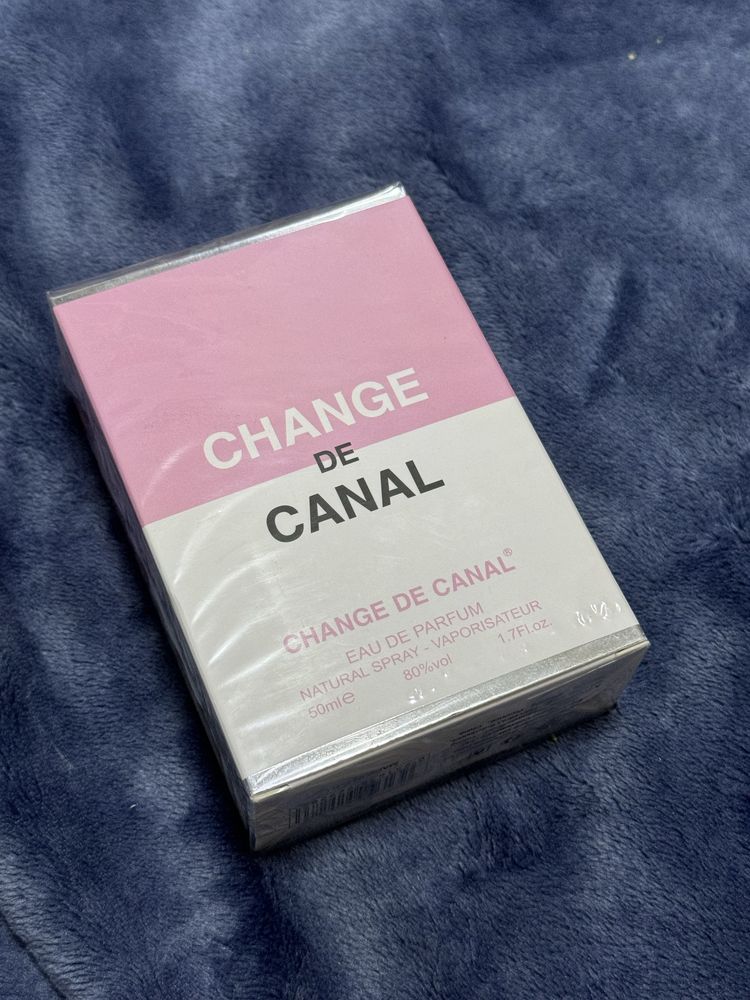 CHANGE
DE
CANAL
CHANGE DE CANAL®
EAU DE PARFUM
NATURAL SPRAY - VAPORISATEUR
50ml℮ 80%vol 1.7Fl.oz.